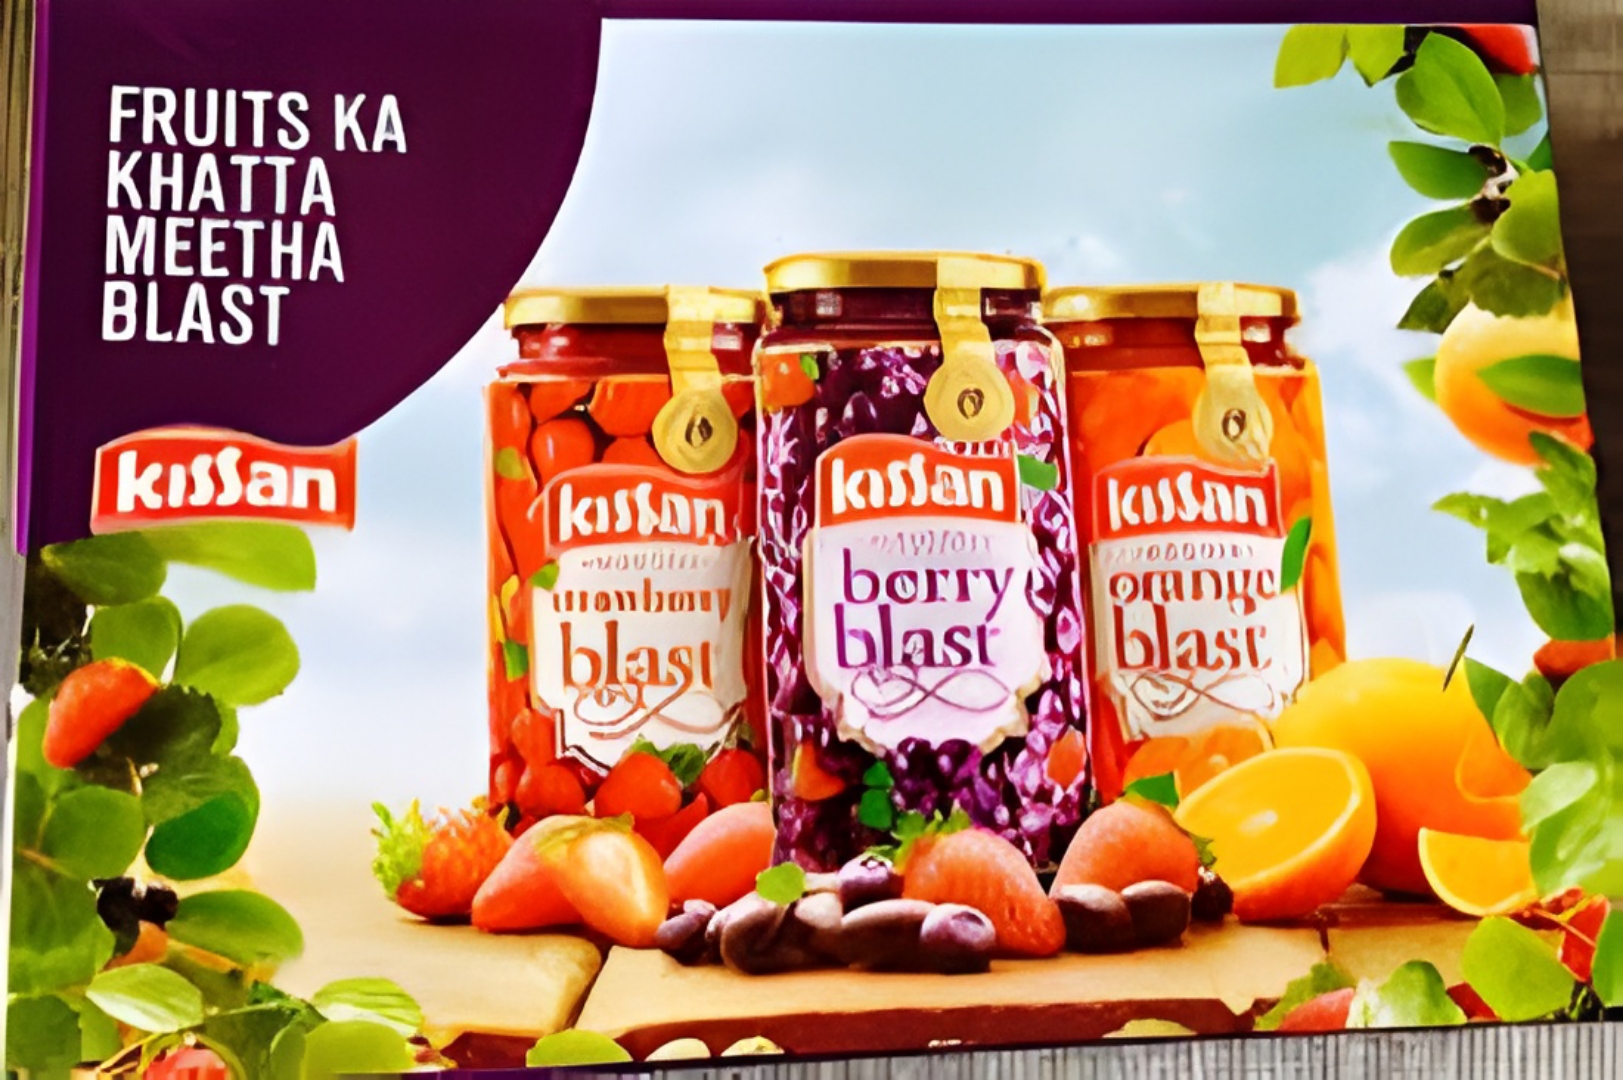 FRUITS KA
KHATTA
MEETHA
BLAST
kissan
kissan
blast
kissan
berry
blast
kissan
orange
blast